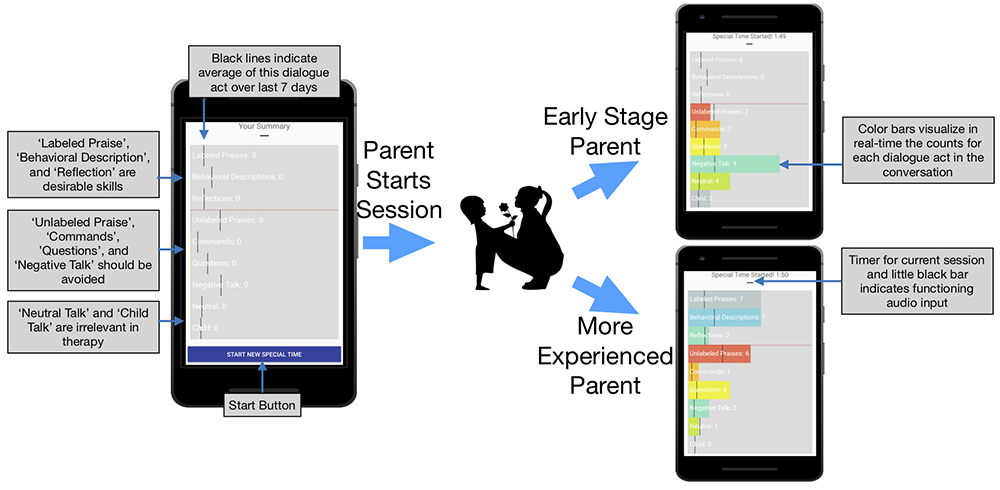 Black lines indicate
average of this dialogue
act over last 7 days
'Labeled Praise',
'Behavioral Description',
and 'Reflection' are
desirable skills
'Unlabeled Praise',
'Commands',
'Questions', and
'Negative Talk' should be
avoided
'Neutral Talk' and 'Child
Talk' are irrelevant in
therapy
Your Summary
Labeled Praises: 0
Behavioral Descriptions: 0
Reflections: 0
Unlabeled Praises: 0
Commands: 0
Questions: 0
Negative Talk: 0
Neutral: 0
Child: 0
START NEW SPECIAL TIME
Start Button
Parent
Starts
Session
Early Stage
Parent
More
Experienced
Parent
Special Time Started! 1:49
Labeled Praises: 0
Behavioral Descriptions: 0
Reflections: 0
Unlabeled Praises: 2
Commands: 3
Questions: 3
Negative Talk: 9
Neutral: 4
Child: 2
Color bars visualize in
real-time the counts for
each dialogue act in the
conversation
Special Time Started! 1:50
Labeled Praises: 7
Behavioral Descriptions: 7
Reflections: 2
Unlabeled Praises: 6
Commands: 1
Questions: 4
Negative Talk: 2
Neutral: 1
Child: 0
Timer for current session
and little black bar
indicates functioning
audio input